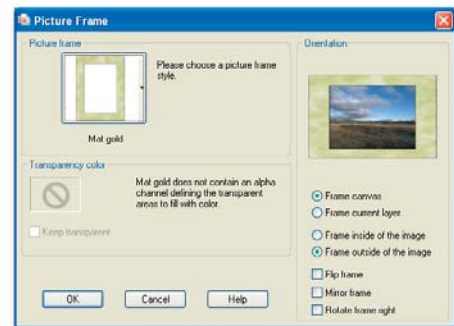 Picture Frame
Picture frame
Please choose a picture frame
style.
Mat gold
Transparency color
Mat gold does not contain an alpha
channel defining the transparent
areas to fill with color.
Keep transparent
OK
Cancel
Help
Orientation
Frame canvas
Frame current layer
Frame inside of the image
Frame outside of the image
Flip frame
Mirror frame
Rotate frame right